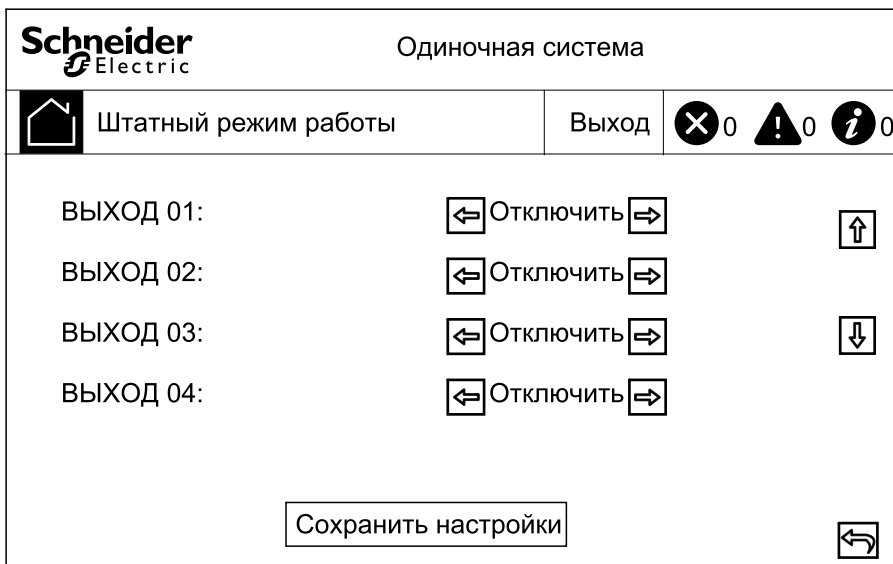 Schneider
Electric
Одиночная система
Штатный режим работы
Выход
0
0
0
ВЫХОД 01: Отключить
ВЫХОД 02: Отключить
ВЫХОД 03: Отключить
ВЫХОД 04: Отключить
Сохранить настройки